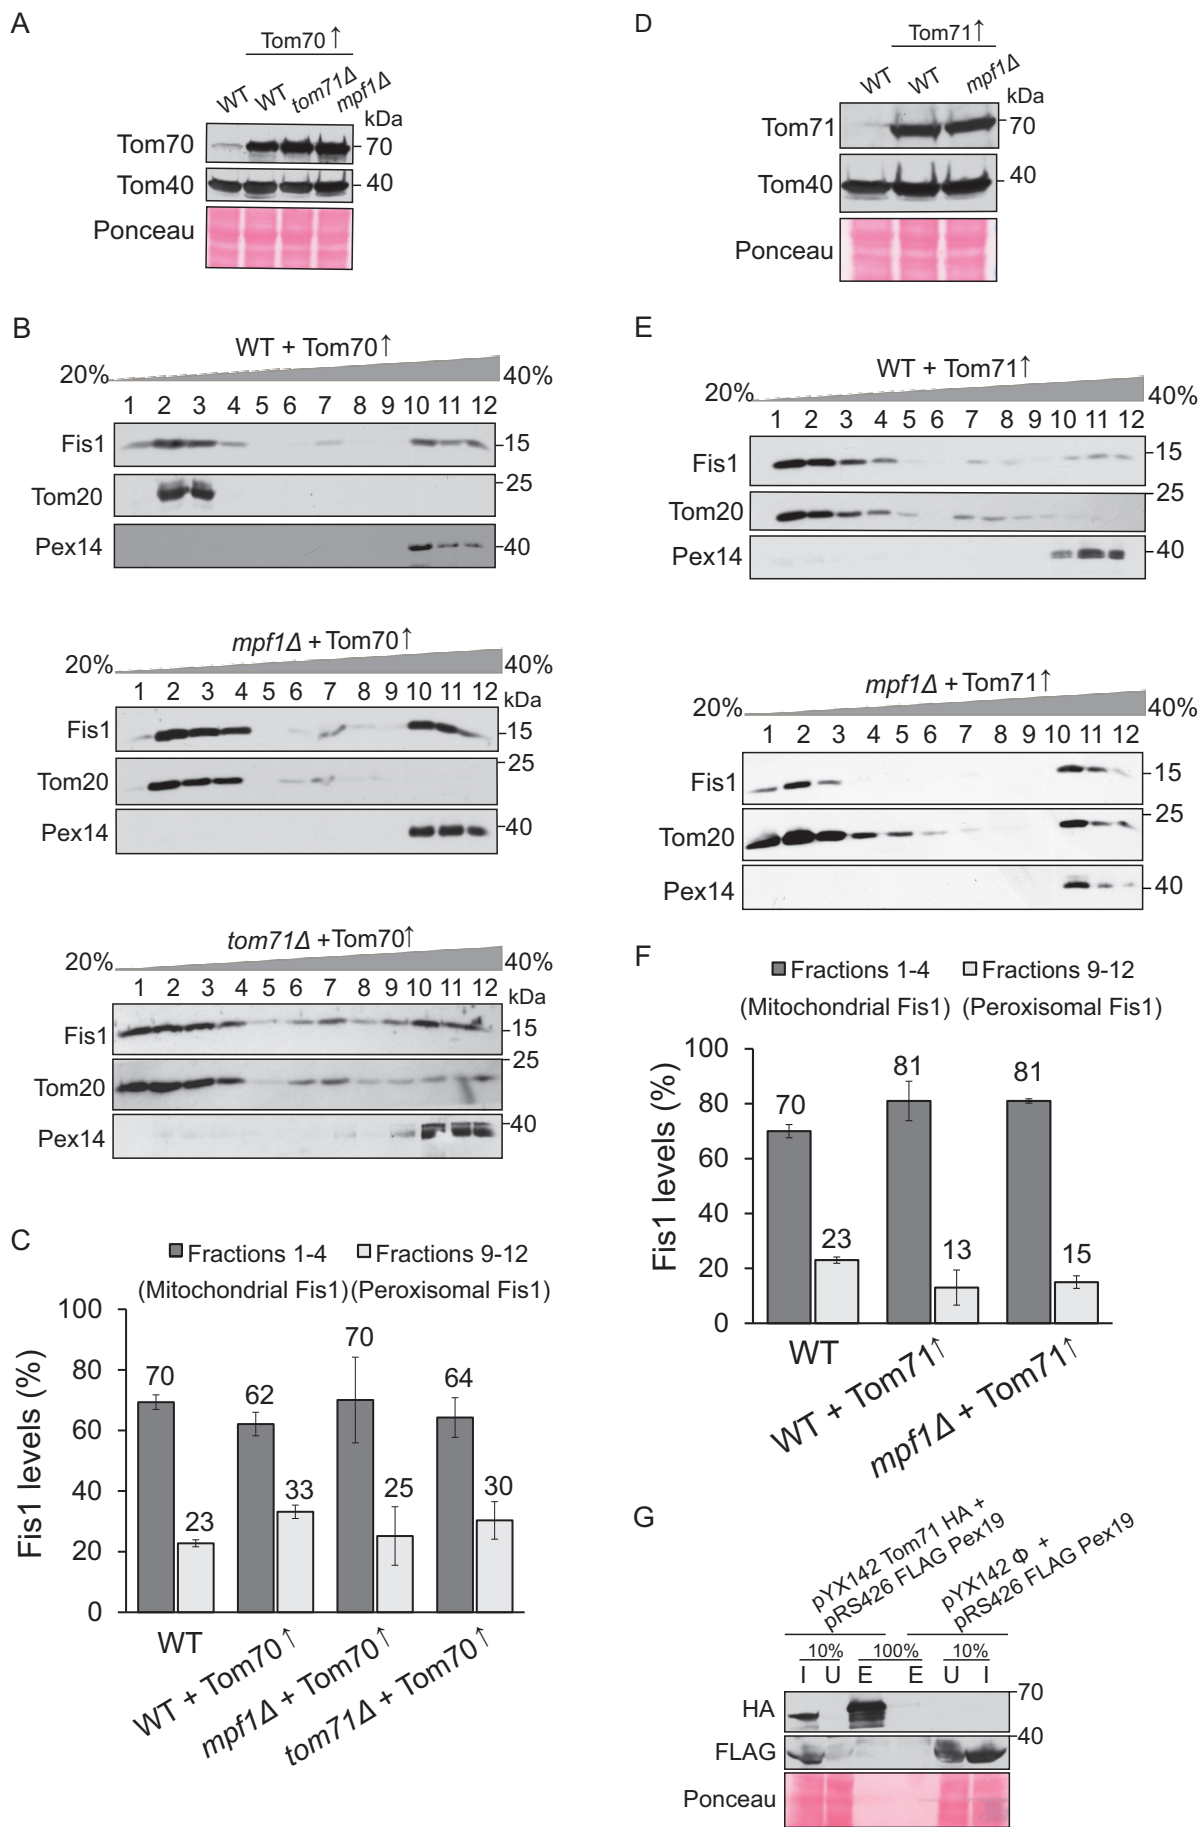 A
Tom70↑
WT WT tom71Δ mpf1Δ
kDa
Tom70 70
Tom40 40
Ponceau
B
WT + Tom70↑
20% 40%
1 2 3 4 5 6 7 8 9 10 11 12
Fis1 15
Tom20 25
Pex14 40
mpf1Δ + Tom70↑
20% 40%
1 2 3 4 5 6 7 8 9 10 11 12 kDa
Fis1 15
25
Tom20
Pex14 40
tom71Δ +Tom70↑
20% 40%
1 2 3 4 5 6 7 8 9 10 11 12 kDa
Fis1 15
25
Tom20
Pex14 40
C
Fractions 1-4 Fractions 9-12
(Mitochondrial Fis1) (Peroxisomal Fis1)
Fis1 levels (%)
100
80
60
40
20
0
70 23 62 33 70 25 64 30
WT
WT + Tom70↑
mpf1Δ + Tom70↑
tom71Δ + Tom70↑
D
Tom71↑
WT WT mpf1Δ
kDa
Tom71 70
Tom40 40
Ponceau
E
WT + Tom71↑
20% 40%
1 2 3 4 5 6 7 8 9 10 11 12
Fis1 15
25
Tom20
Pex14 40
mpf1Δ + Tom71↑
20% 40%
1 2 3 4 5 6 7 8 9 10 11 12
Fis1 15
25
Tom20
Pex14 40
F
Fractions 1-4 Fractions 9-12
(Mitochondrial Fis1) (Peroxisomal Fis1)
Fis1 levels (%)
100
80
60
40
20
0
70 23 81 13 81 15
WT
WT + Tom71↑
mpf1Δ + Tom71↑
G
pYX142 Tom71 HA +
pRS426 FLAG Pex19
pYX142 Φ +
pRS426 FLAG Pex19
10% 100% 10%
I U E E U I
70
HA
40
FLAG
Ponceau